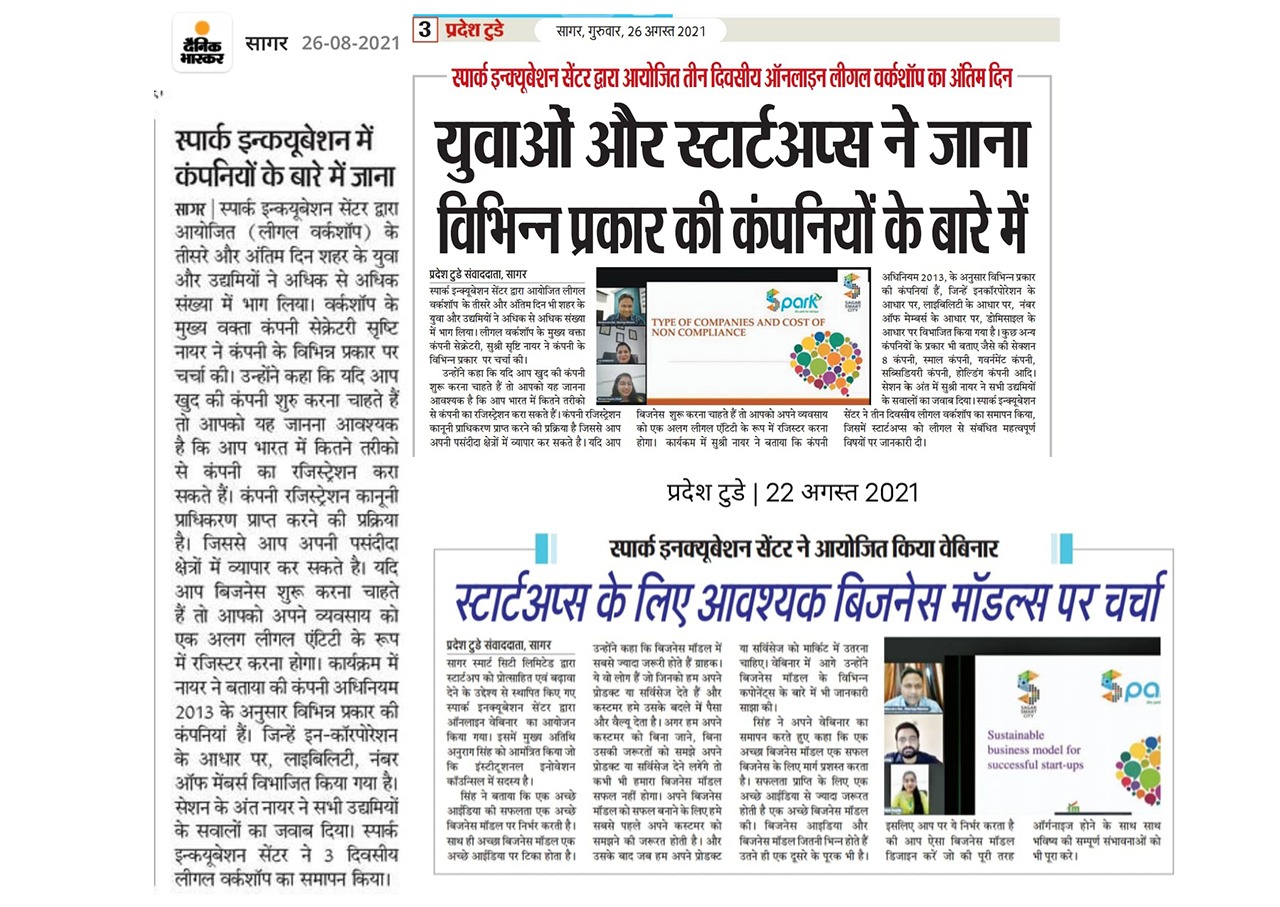 दैनिक
भास्कर
सागर 26-08-2021
स्पार्क इन्कयूबेशन में
कंपनियों के बारे में जाना
सागर | स्पार्क इन्कयूबेशन सेंटर द्वारा
आयोजित (लीगल वर्कशॉप) के
तीसरे और अंतिम दिन शहर के युवा
और उद्यमियों ने अधिक से अधिक
संख्या में भाग लिया। वर्कशॉप के
मुख्य वक्ता कंपनी सेक्रेटरी सृष्टि
नायर ने कंपनी के विभिन्न प्रकार पर
चर्चा की। उन्होंने कहा कि यदि आप
खुद की कंपनी शुरु करना चाहते हैं
तो आपको यह जानना आवश्यक
है कि आप भारत में कितने तरीको
से कंपनी का रजिस्ट्रेशन करा
सकते हैं। कंपनी रजिस्ट्रेशन कानूनी
प्राधिकरण प्राप्त करने की प्रक्रिया
है। जिससे आप अपनी पसंदीदा
क्षेत्रों में व्यापार कर सकते है। यदि
आप बिजनेस शुरू करना चाहते
हैं तो आपको अपने व्यवसाय को
एक अलग लीगल एंटिटी के रूप
में रजिस्टर करना होगा। कार्यक्रम में
नायर ने बताया की कंपनी अधिनियम
2013 के अनुसार विभिन्न प्रकार की
कंपनियां हैं। जिन्हें इन-कॉरपोरेशन
के आधार पर, लाइबिलिटी, नंबर
ऑफ मेंबर्स विभाजित किया गया है।
सेशन के अंत नायर ने सभी उद्यमियों
के सवालों का जवाब दिया। स्पार्क
इन्कयूबेशन सेंटर ने 3 दिवसीय
लीगल वर्कशॉप का समापन किया।
3 प्रदेश टुडे सागर, गुरुवार, 26 अगस्त 2021
स्पार्क इन्क्यूबेशन सेंटर द्वारा आयोजित तीन दिवसीय ऑनलाइन लीगल वर्कशॉप का अंतिम दिन
युवाओं और स्टार्टअप्स ने जाना
विभिन्न प्रकार की कंपनियों के बारे में
प्रदेश टुडे संवाददाता, सागर
स्पार्क इन्क्यूबेशन सेंटर द्वारा आयोजित लीगल
वर्कशॉप के तीसरे और अंतिम दिन भी शहर के
युवा और उद्यमियों ने अधिक से अधिक संख्या
में भाग लिया। लीगल वर्कशॉप के मुख्य वक्ता
कंपनी सेक्रेटरी, सुश्री सृष्टि नायर ने कंपनी के
विभिन्न प्रकार पर चर्चा की।
उन्होंने कहा कि यदि आप खुद की कंपनी
शुरू करना चाहते हैं तो आपको यह जानना
आवश्यक है कि आप भारत में कितने तरीको
से कंपनी का रजिस्ट्रेशन करा सकते हैं। कंपनी रजिस्ट्रेशन
कानूनी प्राधिकरण प्राप्त करने की प्रक्रिया है जिससे आप
अपनी पसंदीदा क्षेत्रों में व्यापार कर सकते है। यदि आप
Spark
SAGAR
SMART
CITY
TYPE OF COMPANIES AND COST OF
NON COMPLIANCE
बिजनेस शुरू करना चाहते हैं तो आपको अपने व्यवसाय
को एक अलग लीगल एंटिटी के रूप में रजिस्टर करना
होगा। कार्यक्रम में सुश्री नायर ने बताया कि कंपनी
अधिनियम 2013, के अनुसार विभिन्न प्रकार
की कंपनियां हैं, जिन्हें इनकॉरपोरेशन के
आधार पर, लाइबिलिटी के आधार पर, नंबर
ऑफ मेम्बर्स के आधार पर, डोमिसाइल के
आधार पर विभाजित किया गया है। कुछ अन्य
कंपनियों के प्रकार भी बताए जैसे की सेक्शन
8 कंपनी, स्माल कंपनी, गवर्नमेंट कंपनी,
सब्सिडियरी कंपनी, होल्डिंग कंपनी आदि।
सेशन के अंत में सुश्री नायर ने सभी उद्यमियों
के सवालों का जवाब दिया। स्पार्क इन्क्यूबेशन
सेंटर ने तीन दिवसीय लीगल वर्कशॉप का समापन किया,
जिसमें स्टार्टअप्स को लीगल से संबंधित महत्वपूर्ण
विषयों पर जानकारी दी।
प्रदेश टुडे | 22 अगस्त 2021
स्पार्क इनक्यूबेशन सेंटर ने आयोजित किया वेबिनार
स्टार्टअप्स के लिए आवश्यक बिजनेस मॉडल्स पर चर्चा
प्रदेश टुडे संवाददाता, सागर
सागर स्मार्ट सिटी लिमिटेड द्वारा
स्टार्टअप को प्रोत्साहित एवं बढ़ावा
देने के उद्देश्य से स्थापित किए गए
स्पार्क इन्क्यूबेशन सेंटर द्वारा
ऑनलाइन वेबिनार का आयोजन
किया गया। इसमें मुख्य अतिथि
अनुराग सिंह को आमंत्रित किया जो
कि इंस्टीटूशनल इनोवेशन
कॉउन्सिल में सदस्य है।
सिंह ने बताया कि एक अच्छे
आईडिया की सफलता एक अच्छे
बिजनेस मॉडल पर निर्भर करती है।
साथ ही अच्छा बिजनेस मॉडल एक
अच्छे आईडिया पर टिका होता है।
उन्होंने कहा कि बिजनेस मॉडल में
सबसे ज्यादा जरूरी होते हैं ग्राहक।
ये वो लोग हैं जो जिनको हम अपने
प्रोडक्ट या सर्विसेज देते हैं और
कस्टमर हमे उसके बदले में पैसा
और वैल्यू देता है। अगर हम अपने
कस्टमर को बिना जाने, बिना
उसकी जरूरतों को समझे अपने
प्रोडक्ट या सर्विसेज देने लगेंगे तो
कभी भी हमारा बिजनेस मॉडल
सफल नहीं होगा। अपने बिजनेस
मॉडल को सफल बनाने के लिए हमे
सबसे पहले अपने कस्टमर को
समझने की जरूरत होती है। और
उसके बाद जब हम अपने प्रोडक्ट
या सर्विसेज को मार्किट में उतरना
चाहिए। वेबिनार में आगे उन्होंने
बिजनेस मॉडल के विभिन्न
कपोनेंट्स के बारे में भी जानकारी
साझा की।
सिंह ने अपने वेबिनार का
समापन करते हुए कहा कि एक
अच्छा बिजनेस मॉडल एक सफल
बिजनेस के लिए मार्ग प्रशस्त करता
है। सफलता प्राप्ति के लिए एक
अच्छे आईडिया से ज्यादा जरूरत
होती है एक अच्छे बिजनेस मॉडल
की। बिजनेस आइडिया और
बिजनेस मॉडल जितनी भिन्न होते हैं
उतने ही एक दूसरे के पूरक भी है।
SAGAR
SMART
CITY
Spa
Sustainable
business model for
successful start-ups
इसलिए आप पर ये निर्भर करता है
की आप ऐसा बिजनेस मॉडल
डिजाइन करें जो की पूरी तरह
ऑर्गनाइज होने के साथ साथ
भविष्य की सम्पूर्ण संभावनाओं को
भी पूरा करे।